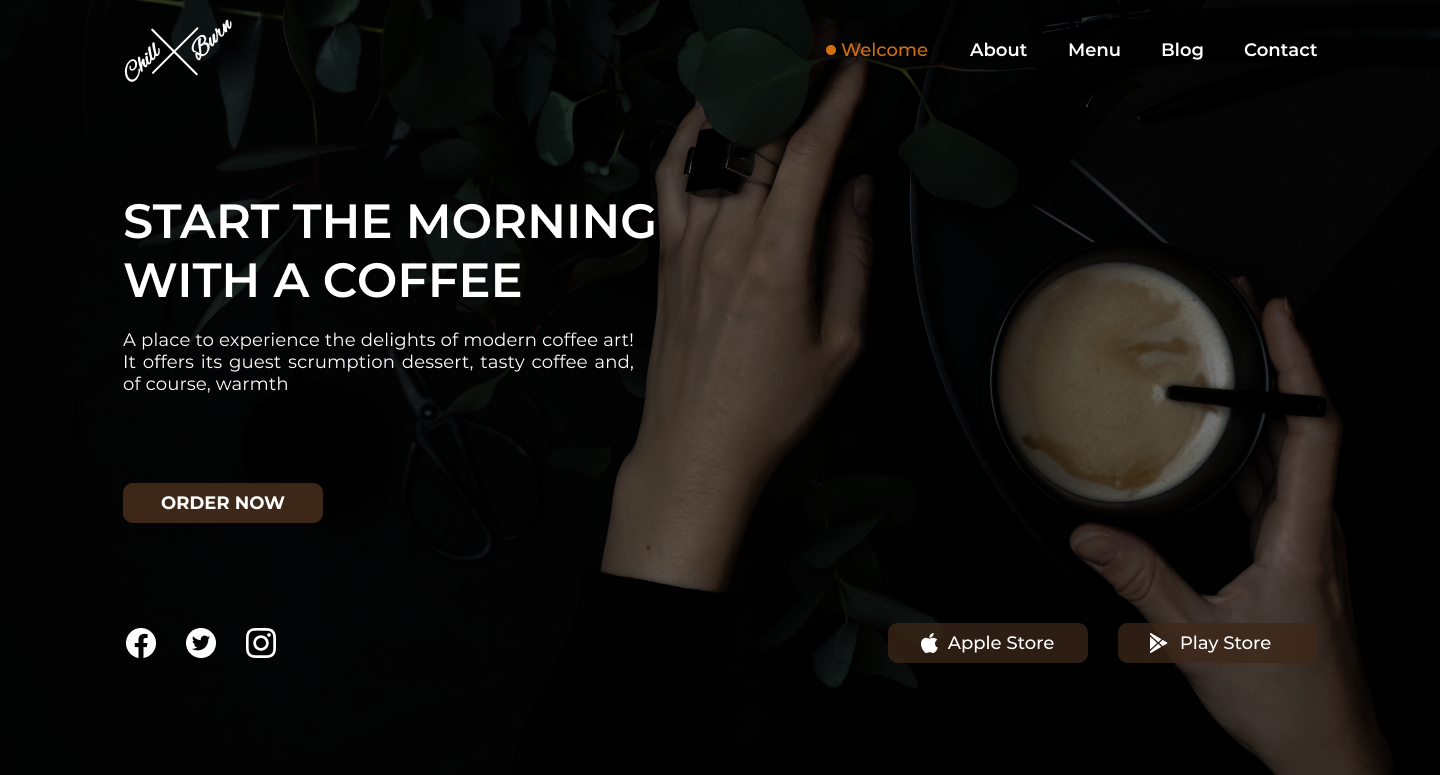 Chill Burn
Welcome About Menu Blog Contact
START THE MORNING
WITH A COFFEE
A place to experience the delights of modern coffee art!
It offers its guest scrumption dessert, tasty coffee and,
of course, warmth
ORDER NOW
Apple Store Play Store